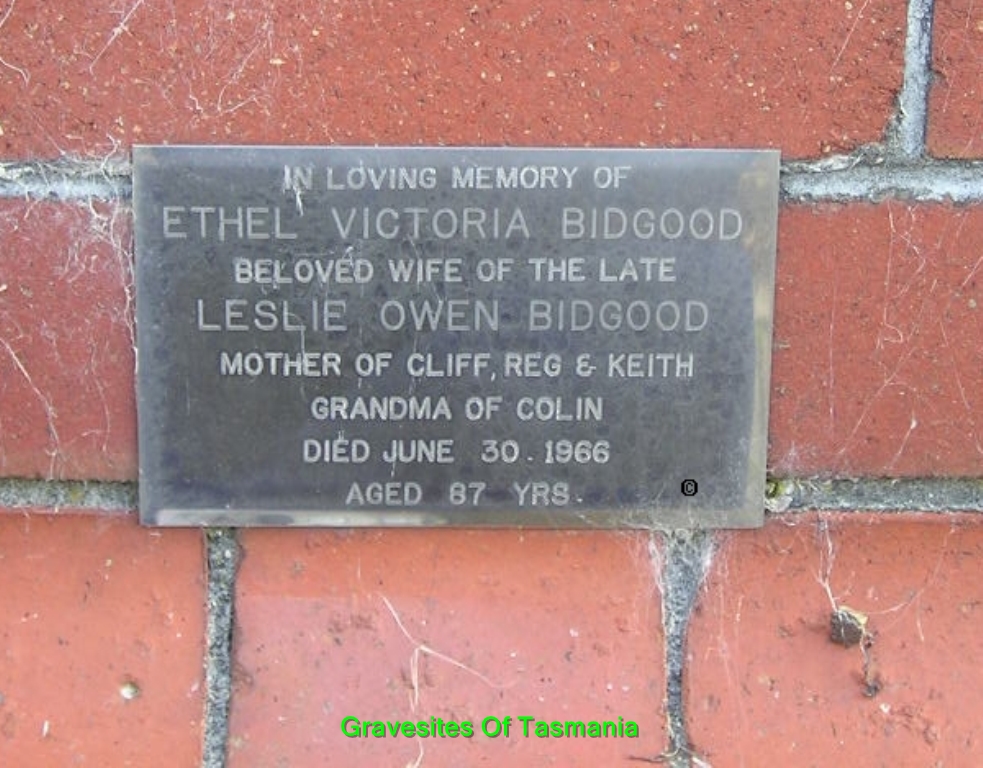 IN LOVING MEMORY OF
ETHEL VICTORIA BIDGOOD
BELOVED WIFE OF THE LATE
LESLIE OWEN BIDGOOD
MOTHER OF CLIFF, REG & KEITH
GRANDMA OF COLIN
DIED JUNE 30. 1966
AGED 87 YRS.
©
Gravesites Of Tasmania